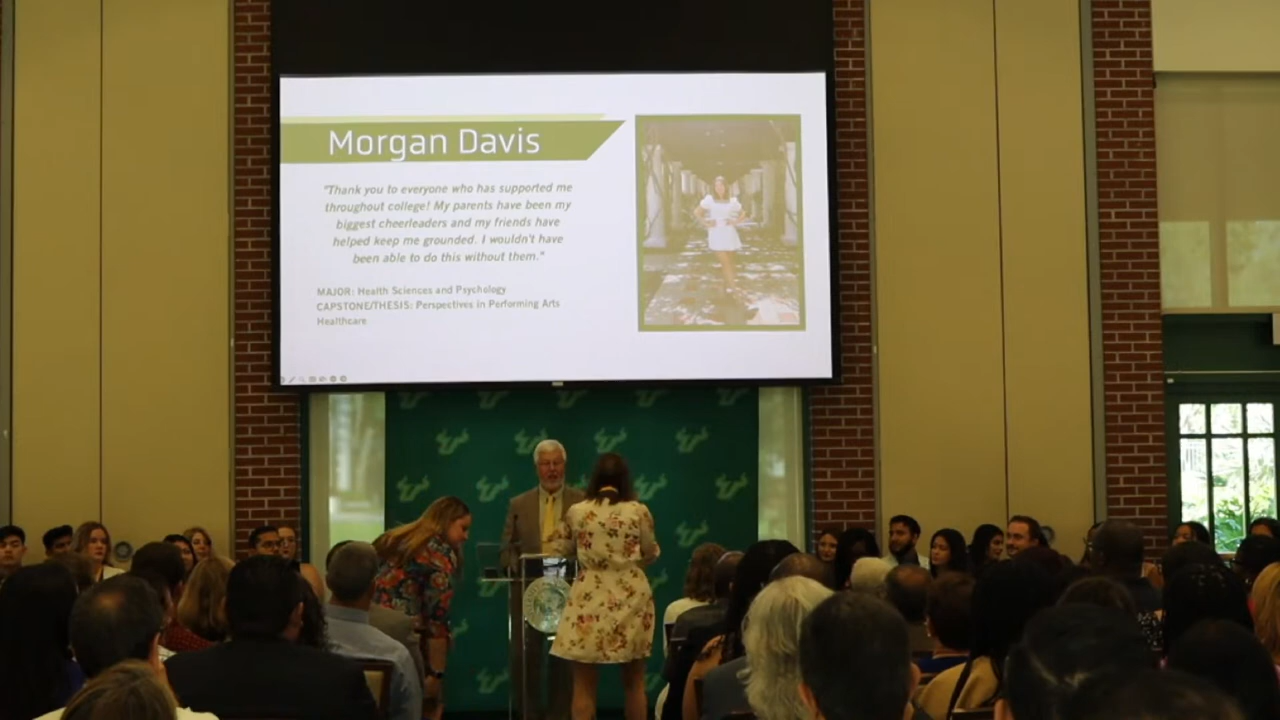 Morgan Davis
"Thank you to everyone who has supported me
throughout college! My parents have been my
biggest cheerleaders and my friends have
helped keep me grounded. I wouldn't have
been able to do this without them."
MAJOR: Health Sciences and Psychology
CAPSTONE/THESIS: Perspectives in Performing Arts
Healthcare